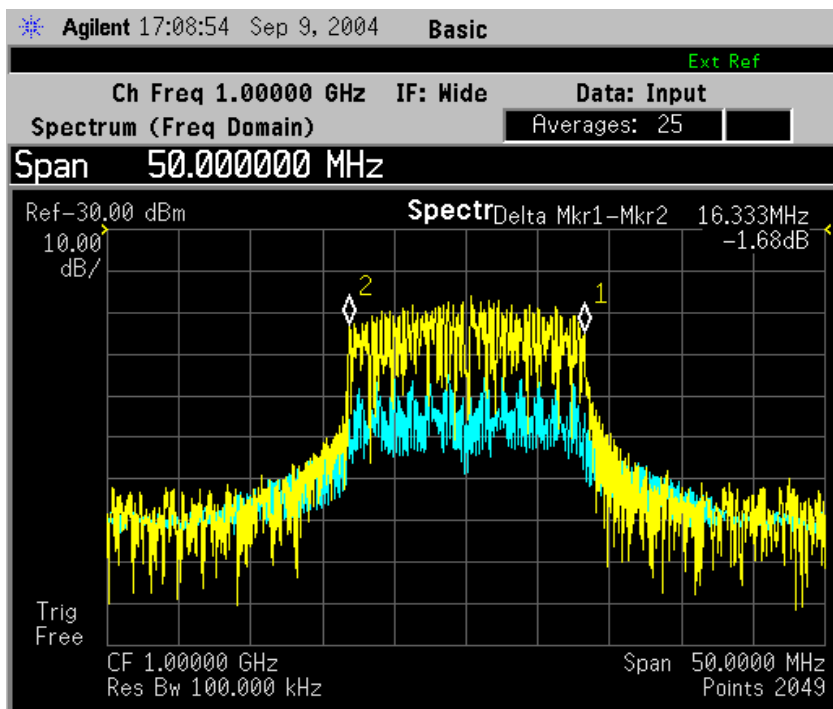 Agilent 17:08:54 Sep 9, 2004 Basic
Ext Ref
Ch Freq 1.00000 GHz IF: Wide Data: Input
Spectrum (Freq Domain) Averages: 25
Span 50.000000 MHz
Ref-30.00 dBm Spectr Delta Mkr1-Mkr2 16.333MHz
10.00 -1.68dB
dB/
2
1
Trig
Free
CF 1.00000 GHz Span 50.0000 MHz
Res Bw 100.000 kHz Points 2049